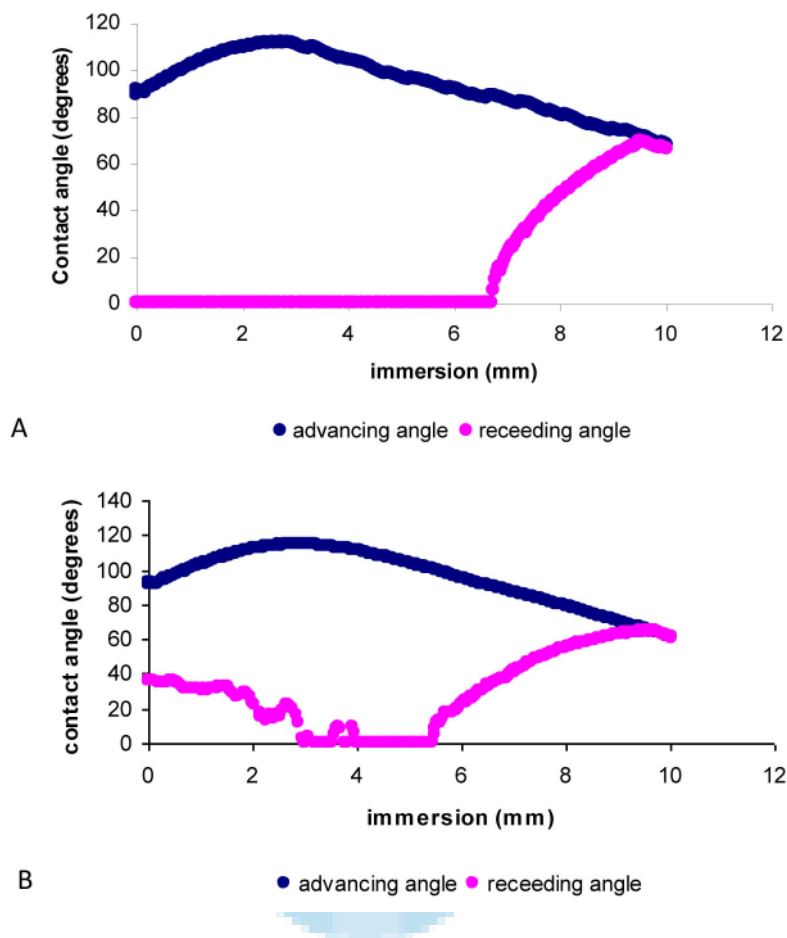 120
100
80
60
40
20
0
Contact angle (degrees)
0 2 4 6 8 10 12
immersion (mm)
A
advancing angle receeding angle
140
120
100
80
60
40
20
0
contact angle (degrees)
0 2 4 6 8 10 12
immersion (mm)
B
advancing angle receeding angle